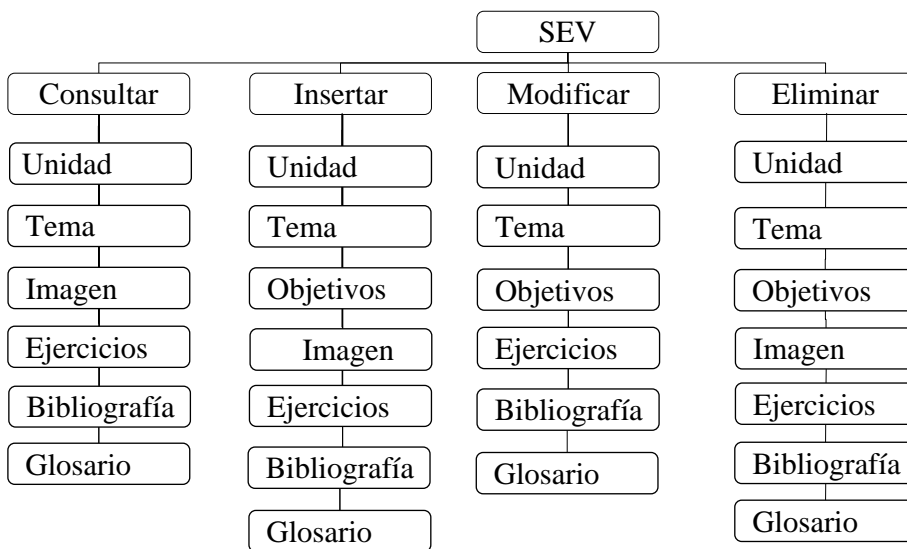 SEV
Consultar
Unidad
Tema
Imagen
Ejercicios
Bibliografía
Glosario
Insertar
Unidad
Tema
Objetivos
Imagen
Ejercicios
Bibliografía
Glosario
Modificar
Unidad
Tema
Objetivos
Ejercicios
Bibliografía
Glosario
Eliminar
Unidad
Tema
Objetivos
Imagen
Ejercicios
Bibliografía
Glosario